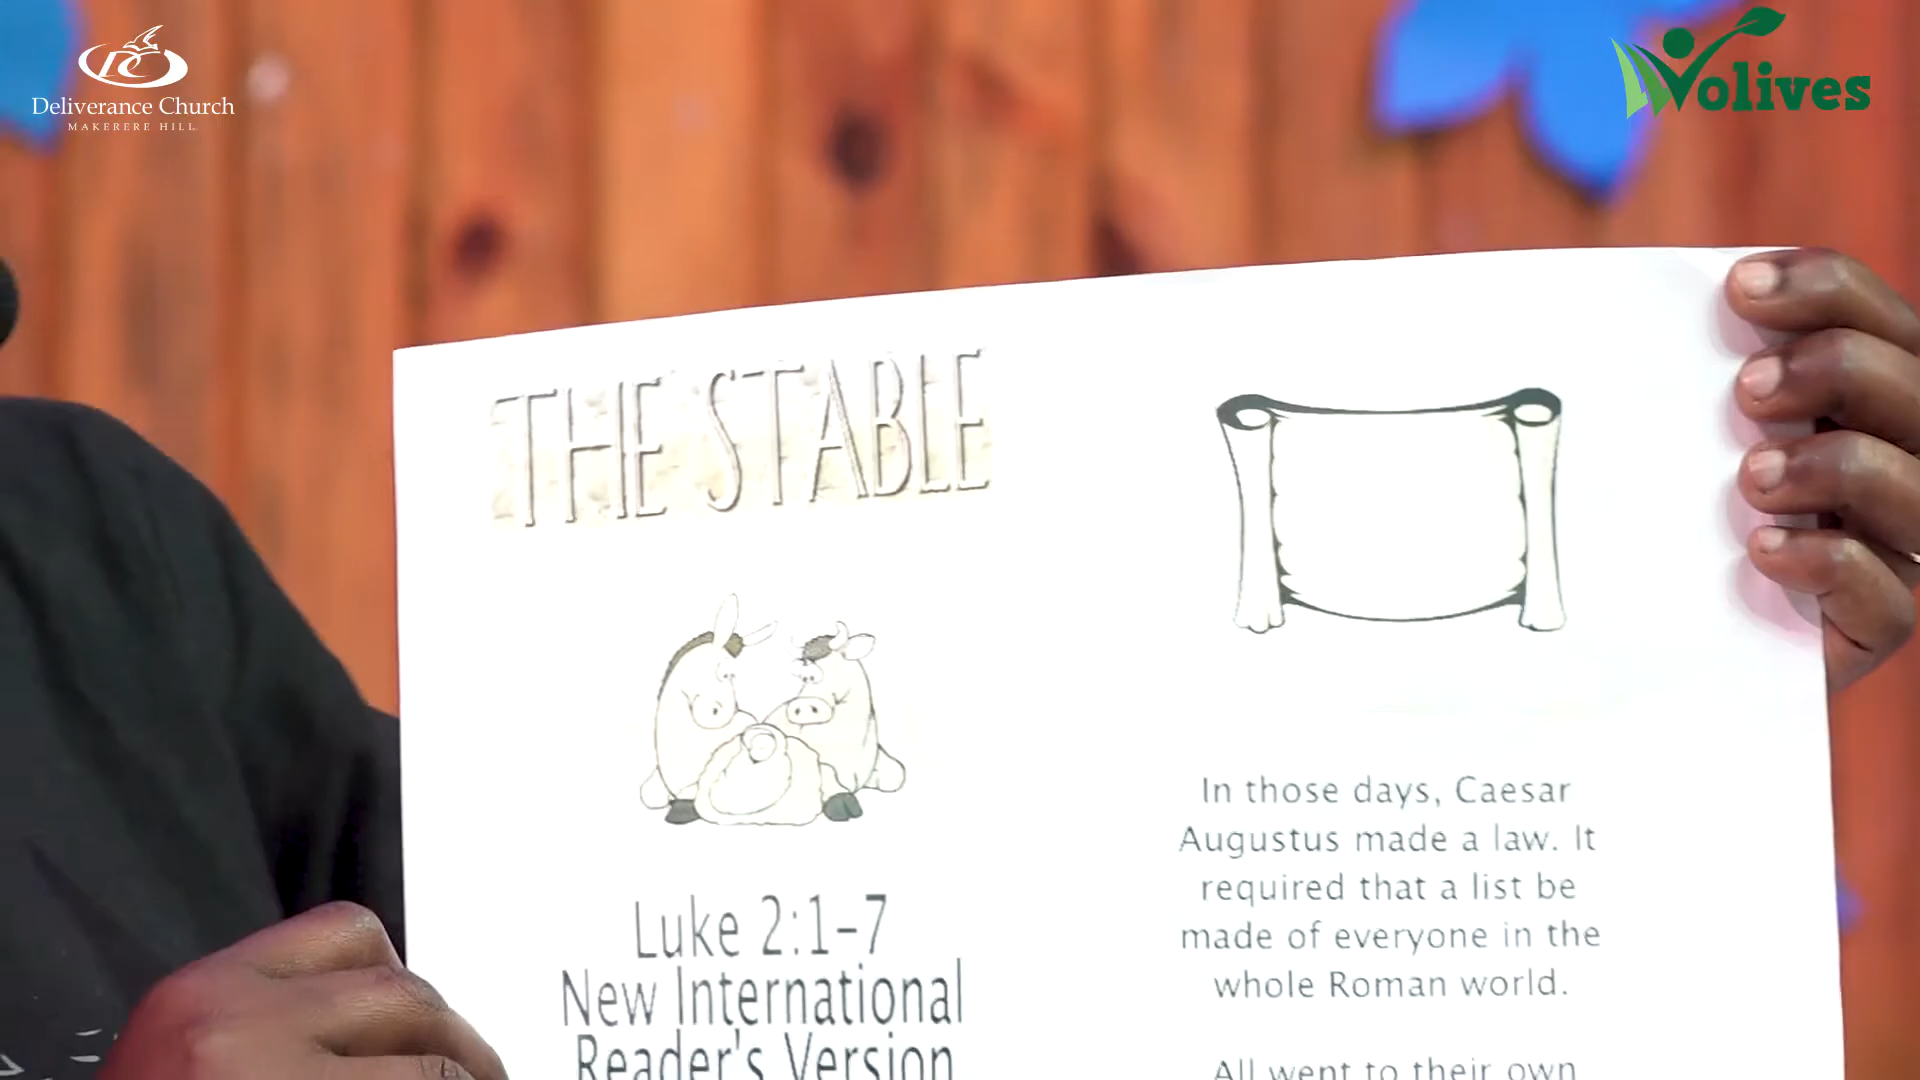 Deliverance Church
MAKERERE HILL
Wolives
THE STABLE
Luke 2:1-7
New International
Reader's Version
In those days, Caesar
Augustus made a law. It
required that a list be
made of everyone in the
whole Roman world.
All went to their own